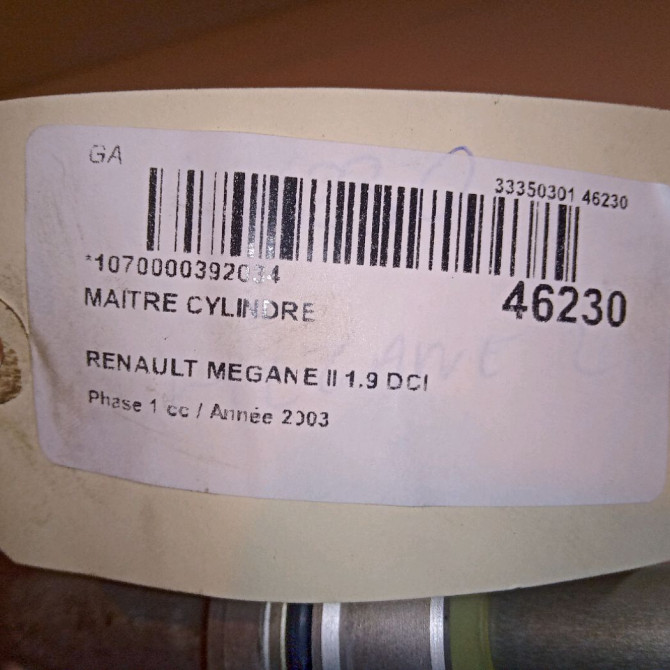 GA
33350301 46230
*1070000392034
MAITRE CYLINDRE
46230
RENAULT MEGANE II 1.9 DCI
Phase 1 cc / Année 2003